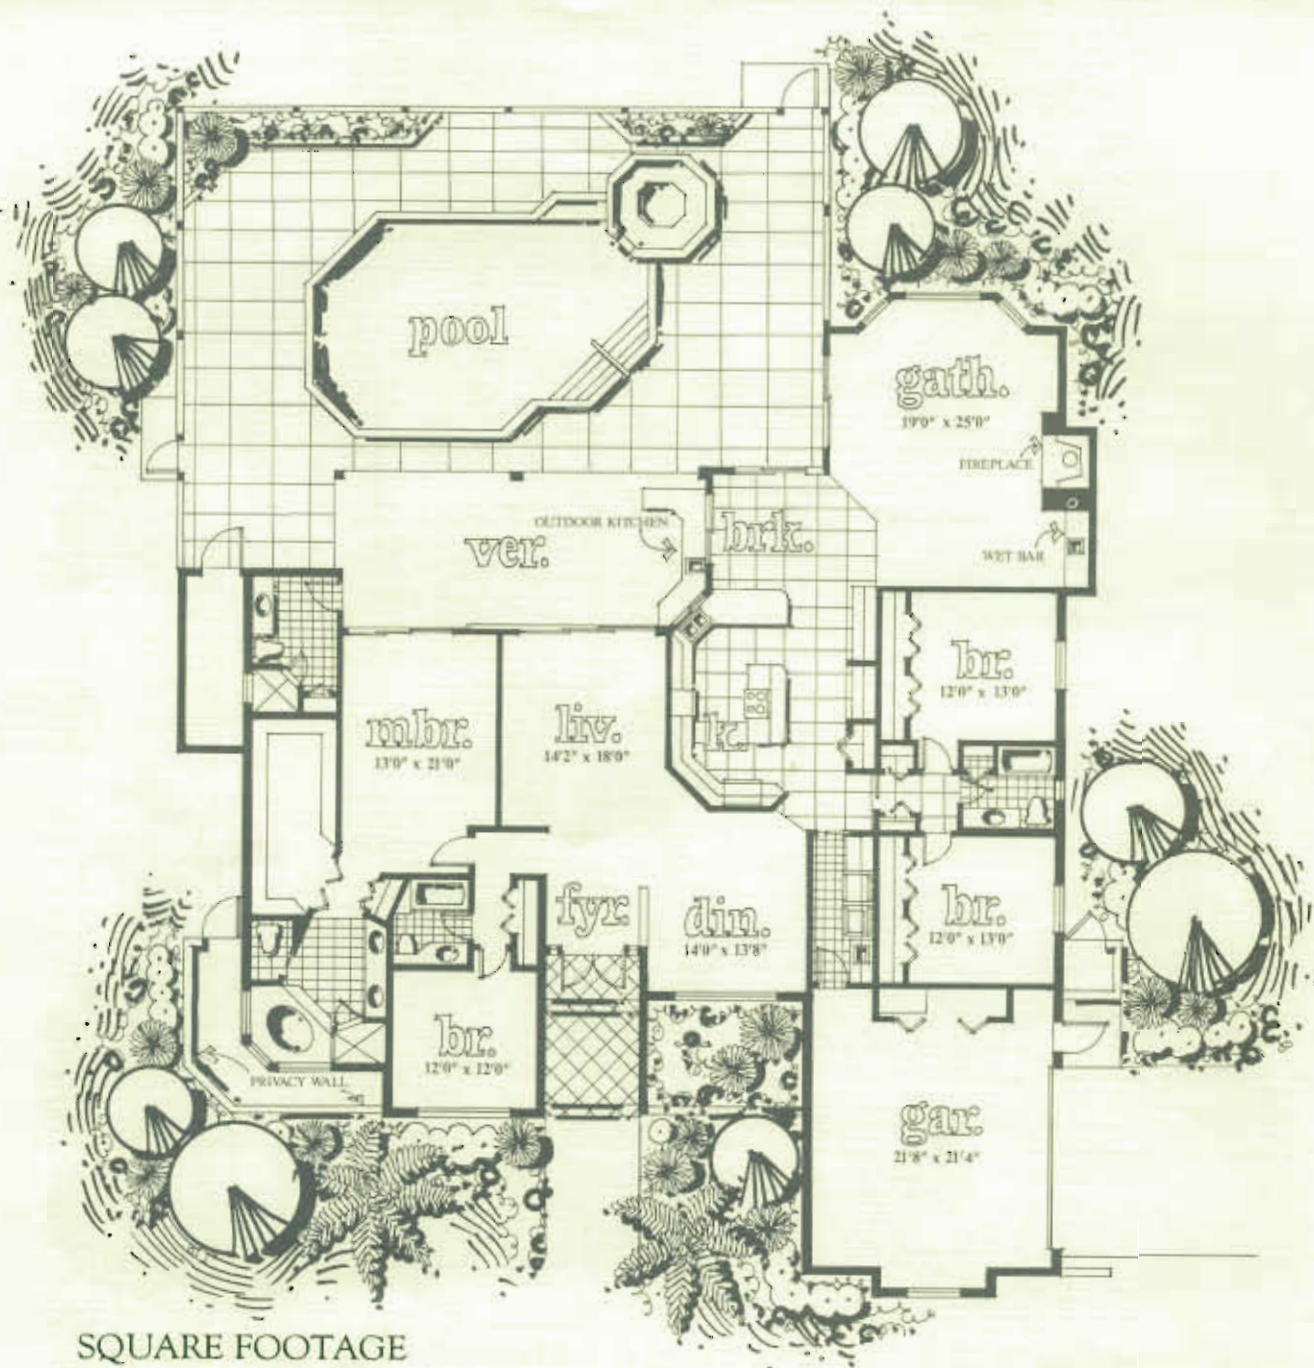 pool
gath.
19'0" x 25'0"
FIREPLACE
OUTDOOR KITCHEN
brk.
ver.
WET BAR
br.
12'0" x 13'0"
mbr.
13'0" x 21'0"
liv.
14'2" x 18'0"
k.
fyr.
din.
14'0" x 13'8"
br.
12'0" x 13'0"
br.
12'0" x 12'0"
PRIVACY WALL
gar.
21'8" x 21'4"
SQUARE FOOTAGE